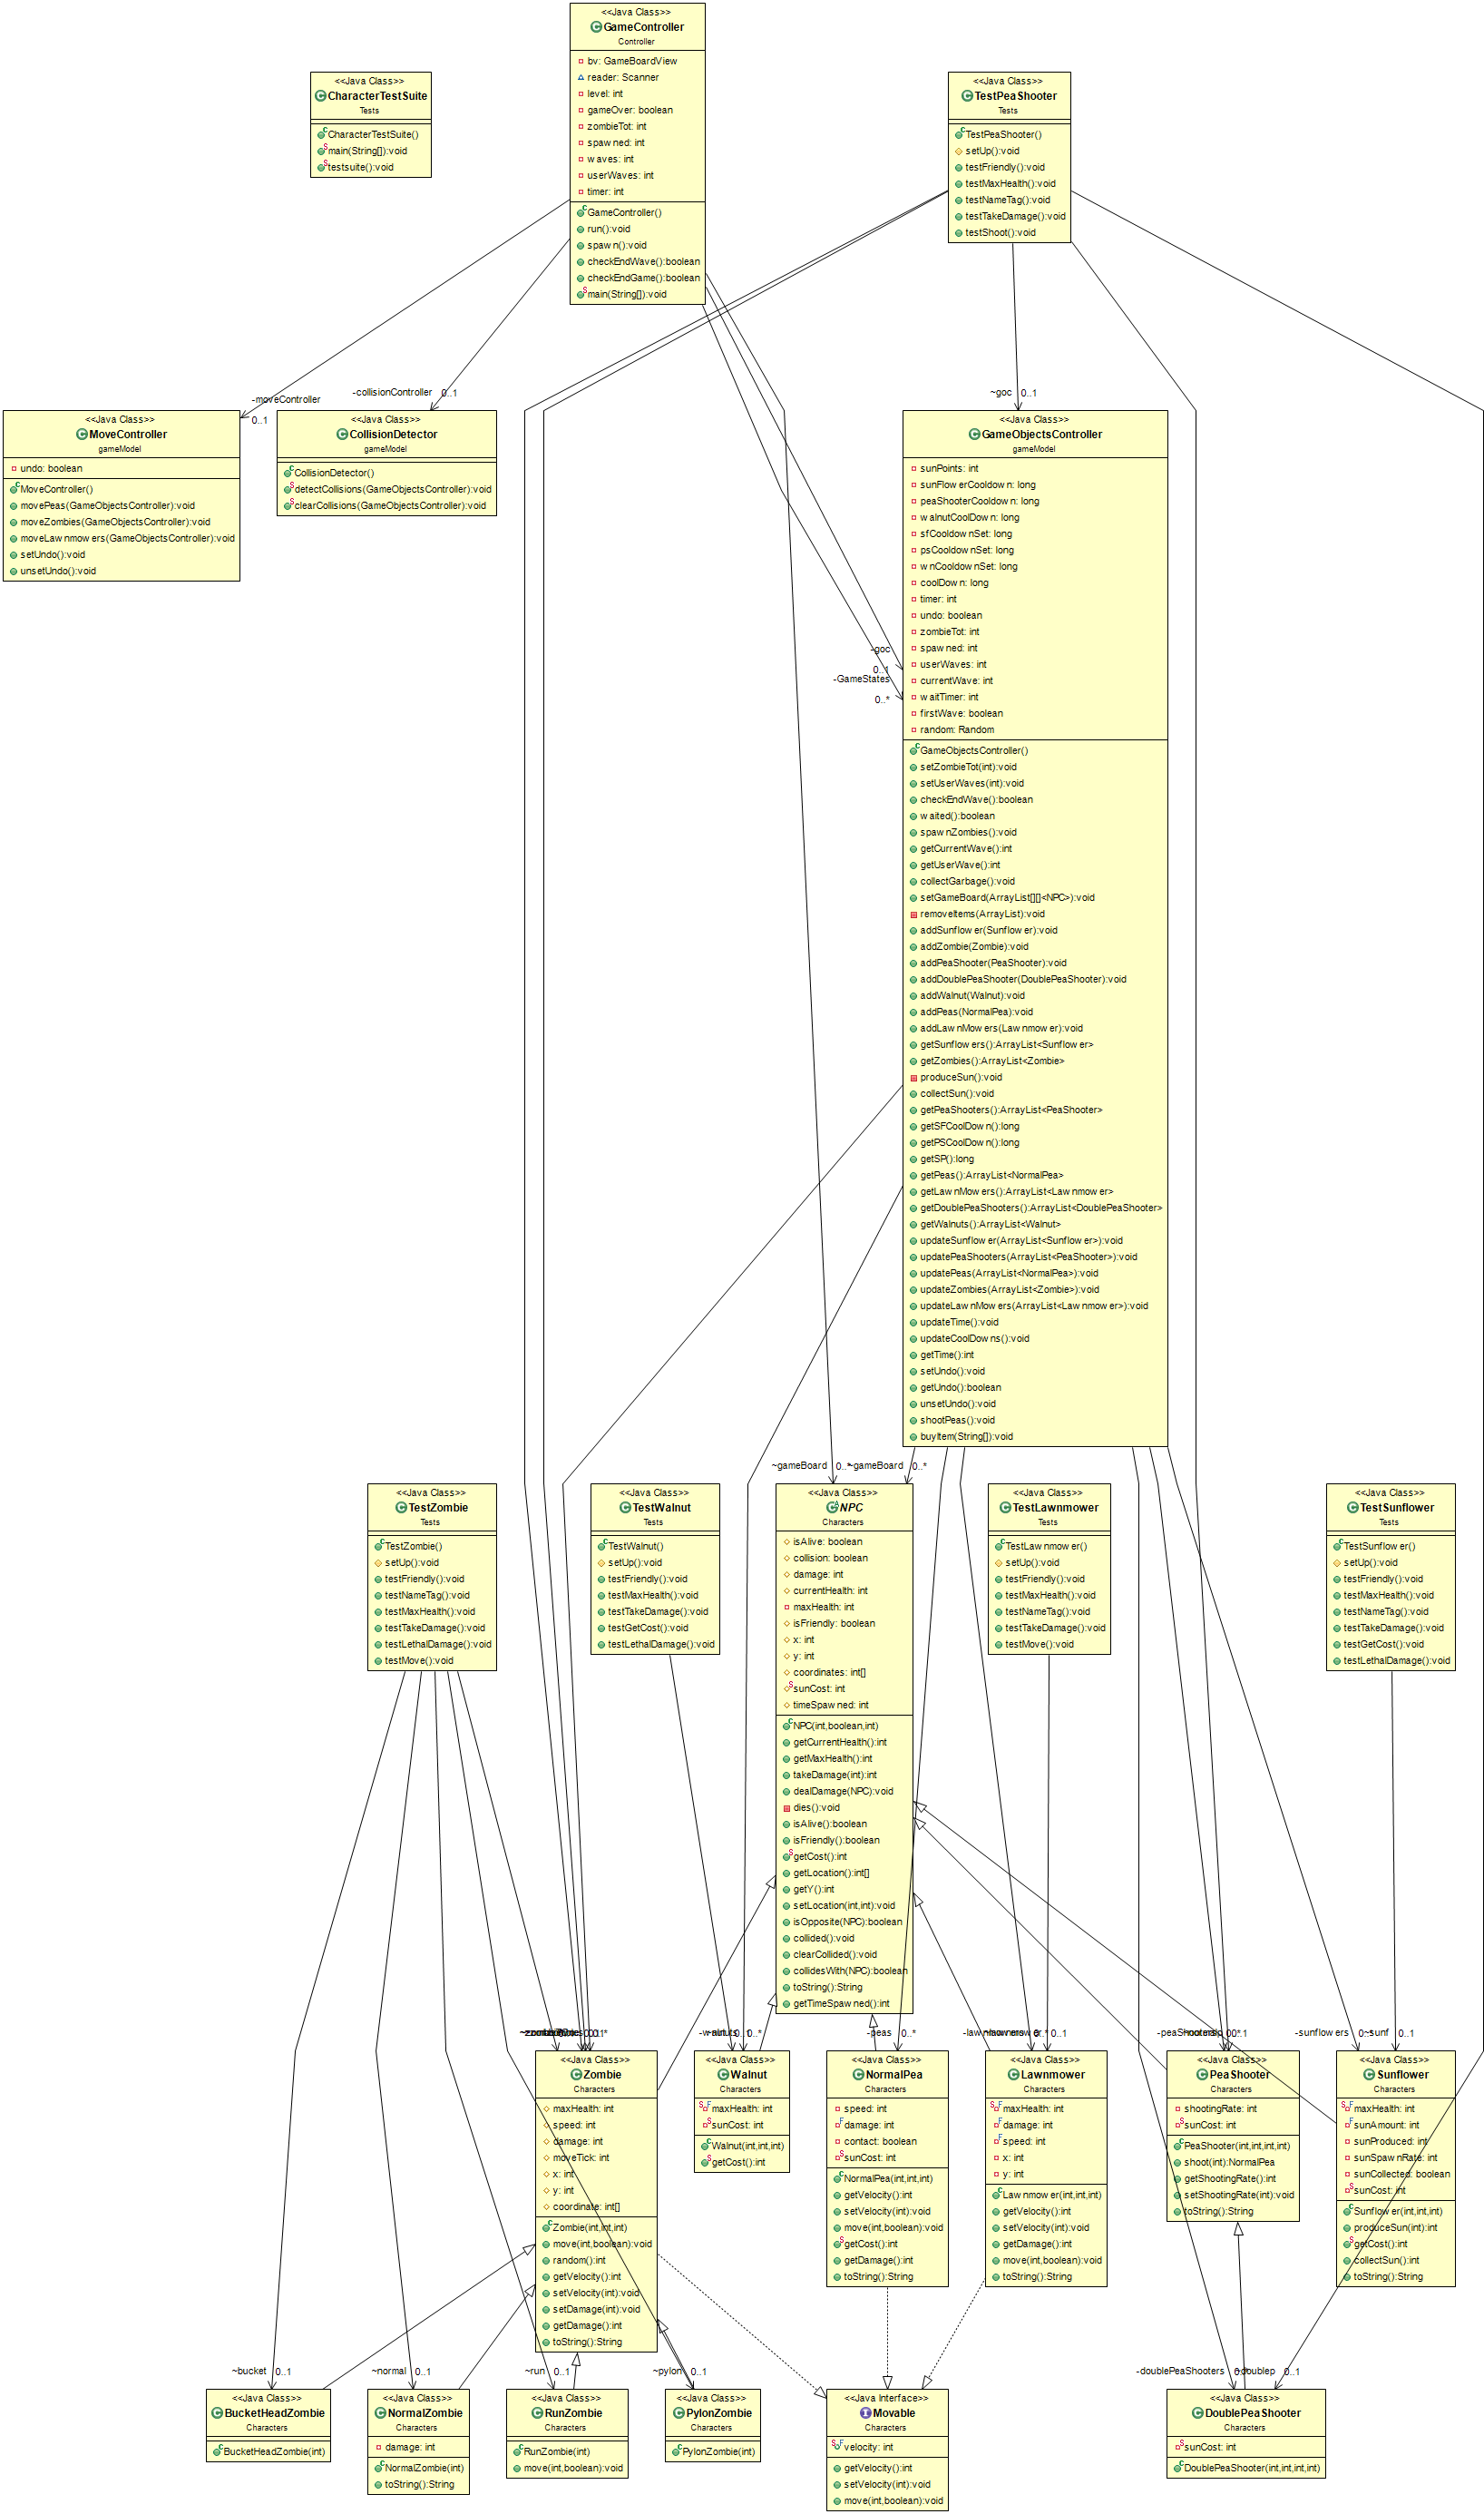 <<Java Class>>
GameController
Controller
bv: GameBoardView
reader: Scanner
level: int
gameOver: boolean
zombieTot: int
spawned: int
waves: int
userWaves: int
timer: int
GameController()
run():void
spawn():void
checkEndWave():boolean
checkEndGame():boolean
main(String[]):void
<<Java Class>>
CharacterTestSuite
Tests
CharacterTestSuite()
main(String[]):void
testsuite():void
<<Java Class>>
TestPeaShooter
Tests
TestPeaShooter()
setUp():void
testFriendly():void
testMaxHealth():void
testNameTag():void
testTakeDamage():void
testShoot():void
-moveController
0..1
-collisionController 0..1
~goc 0..1
<<Java Class>>
MoveController
gameModel
undo: boolean
MoveController()
movePeas(GameObjectsController):void
moveZombies(GameObjectsController):void
moveLawnmowers(GameObjectsController):void
setUndo():void
unsetUndo():void
<<Java Class>>
CollisionDetector
gameModel
CollisionDetector()
detectCollisions(GameObjectsController):void
clearCollisions(GameObjectsController):void
<<Java Class>>
GameObjectsController
gameModel
sunPoints: int
sunFlowerCooldown: long
peaShooterCooldown: long
walnutCoolDown: long
sfCooldownSet: long
psCooldownSet: long
wnCooldownSet: long
coolDown: long
timer: int
undo: boolean
zombieTot: int
spawned: int
userWaves: int
currentWave: int
waitTimer: int
firstWave: boolean
random: Random
GameObjectsController()
setZombieTot(int):void
setUserWaves(int):void
checkEndWave():boolean
waited():boolean
spawnZombies():void
getCurrentWave():int
getUserWave():int
collectGarbage():void
setGameBoard(ArrayList[][]<NPC>):void
removeItems(ArrayList):void
addSunflower(Sunflower):void
addZombie(Zombie):void
addPeaShooter(PeaShooter):void
addDoublePeaShooter(DoublePeaShooter):void
addWalnut(Walnut):void
addPeas(NormalPea):void
addLawnMowers(Lawnmower):void
getSunflowers():ArrayList<Sunflower>
getZombies():ArrayList<Zombie>
produceSun():void
collectSun():void
getPeaShooters():ArrayList<PeaShooter>
getSFCoolDown():long
getPSCoolDown():long
getSP():long
getPeas():ArrayList<NormalPea>
getLawnMowers():ArrayList<Lawnmower>
getDoublePeaShooters():ArrayList<DoublePeaShooter>
getWalnuts():ArrayList<Walnut>
updateSunflower(ArrayList<Sunflower>):void
updatePeaShooters(ArrayList<PeaShooter>):void
updatePeas(ArrayList<NormalPea>):void
updateZombies(ArrayList<Zombie>):void
updateLawnMowers(ArrayList<Lawnmower>):void
updateTime():void
updateCoolDowns():void
getTime():int
setUndo():void
getUndo():boolean
unsetUndo():void
shootPeas():void
buyItem(String[]):void
-goc
0..1
-GameStates
0..*
~gameBoard 0..*
~gameBoard 0..*
<<Java Class>>
TestZombie
Tests
TestZombie()
setUp():void
testFriendly():void
testNameTag():void
testMaxHealth():void
testTakeDamage():void
testLethalDamage():void
testMove():void
<<Java Class>>
TestWalnut
Tests
TestWalnut()
setUp():void
testFriendly():void
testMaxHealth():void
testTakeDamage():void
testGetCost():void
testLethalDamage():void
<<Java Class>>
NPC
Characters
isAlive: boolean
collision: boolean
damage: int
currentHealth: int
maxHealth: int
isFriendly: boolean
x: int
y: int
coordinates: int[]
sunCost: int
timeSpawned: int
NPC(int,boolean,int)
getCurrentHealth():int
getMaxHealth():int
takeDamage(int):int
dealDamage(NPC):void
dies():void
isAlive():boolean
isFriendly():boolean
getCost():int
getLocation():int[]
getY():int
setLocation(int,int):void
isOpposite(NPC):boolean
collided():void
clearCollided():void
collidesWith(NPC):boolean
toString():String
getTimeSpawned():int
<<Java Class>>
TestLawnmower
Tests
TestLawnmower()
setUp():void
testFriendly():void
testMaxHealth():void
testNameTag():void
testTakeDamage():void
testMove():void
<<Java Class>>
TestSunflower
Tests
TestSunflower()
setUp():void
testFriendly():void
testMaxHealth():void
testNameTag():void
testTakeDamage():void
testGetCost():void
testLethalDamage():void
-peas 0..*
-sunflowers
~sunf 0..1
<<Java Class>>
Zombie
Characters
maxHealth: int
speed: int
damage: int
moveTick: int
x: int
y: int
coordinate: int[]
Zombie(int,int,int)
move(int,boolean):void
random():int
getVelocity():int
setVelocity(int):void
setDamage(int):void
getDamage():int
toString():String
<<Java Class>>
Walnut
Characters
maxHealth: int
sunCost: int
Walnut(int,int,int)
getCost():int
<<Java Class>>
NormalPea
Characters
speed: int
damage: int
contact: boolean
sunCost: int
NormalPea(int,int,int)
getVelocity():int
setVelocity(int):void
move(int,boolean):void
getCost():int
getDamage():int
toString():String
<<Java Class>>
Lawnmower
Characters
maxHealth: int
damage: int
speed: int
x: int
y: int
Lawnmower(int,int,int)
getVelocity():int
setVelocity(int):void
getDamage():int
move(int,boolean):void
toString():String
<<Java Class>>
PeaShooter
Characters
shootingRate: int
sunCost: int
PeaShooter(int,int,int,int)
shoot(int):NormalPea
getShootingRate():int
setShootingRate(int):void
toString():String
<<Java Class>>
Sunflower
Characters
maxHealth: int
sunAmount: int
sunProduced: int
sunSpawnRate: int
sunCollected: boolean
sunCost: int
Sunflower(int,int,int)
produceSun(int):int
getCost():int
collectSun():int
toString():String
~bucket 0..1
~normal 0..1
~run 0..1
~pylon 0..1
-doublePeaShooters
~doublep 0..1
<<Java Class>>
BucketHeadZombie
Characters
BucketHeadZombie(int)
<<Java Class>>
NormalZombie
Characters
damage: int
NormalZombie(int)
toString():String
<<Java Class>>
RunZombie
Characters
RunZombie(int)
move(int,boolean):void
<<Java Class>>
PylonZombie
Characters
PylonZombie(int)
<<Java Interface>>
Movable
Characters
velocity: int
getVelocity():int
setVelocity(int):void
move(int,boolean):void
<<Java Class>>
DoublePeaShooter
Characters
sunCost: int
DoublePeaShooter(int,int,int,int)